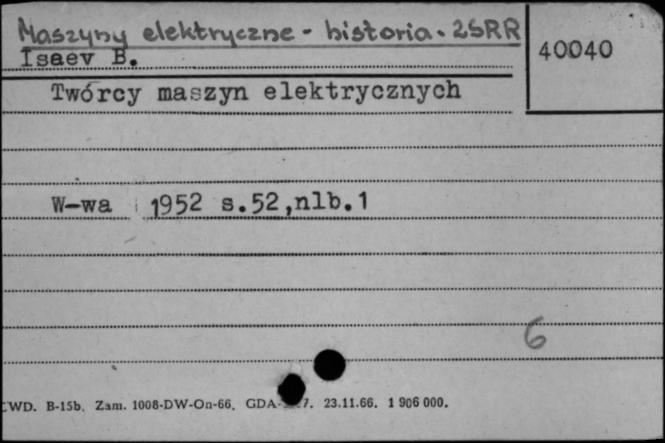 Maszyny elektryczne - historia. ZSRR
Isaev B.
40040
Twórcy maszyn elektrycznych
W-wa 1952 s.52,nlb.1
6
WD. B-15b. Zam. 1008-DW-On-66. GDA- 7. 23.11.66. 1 906 000.